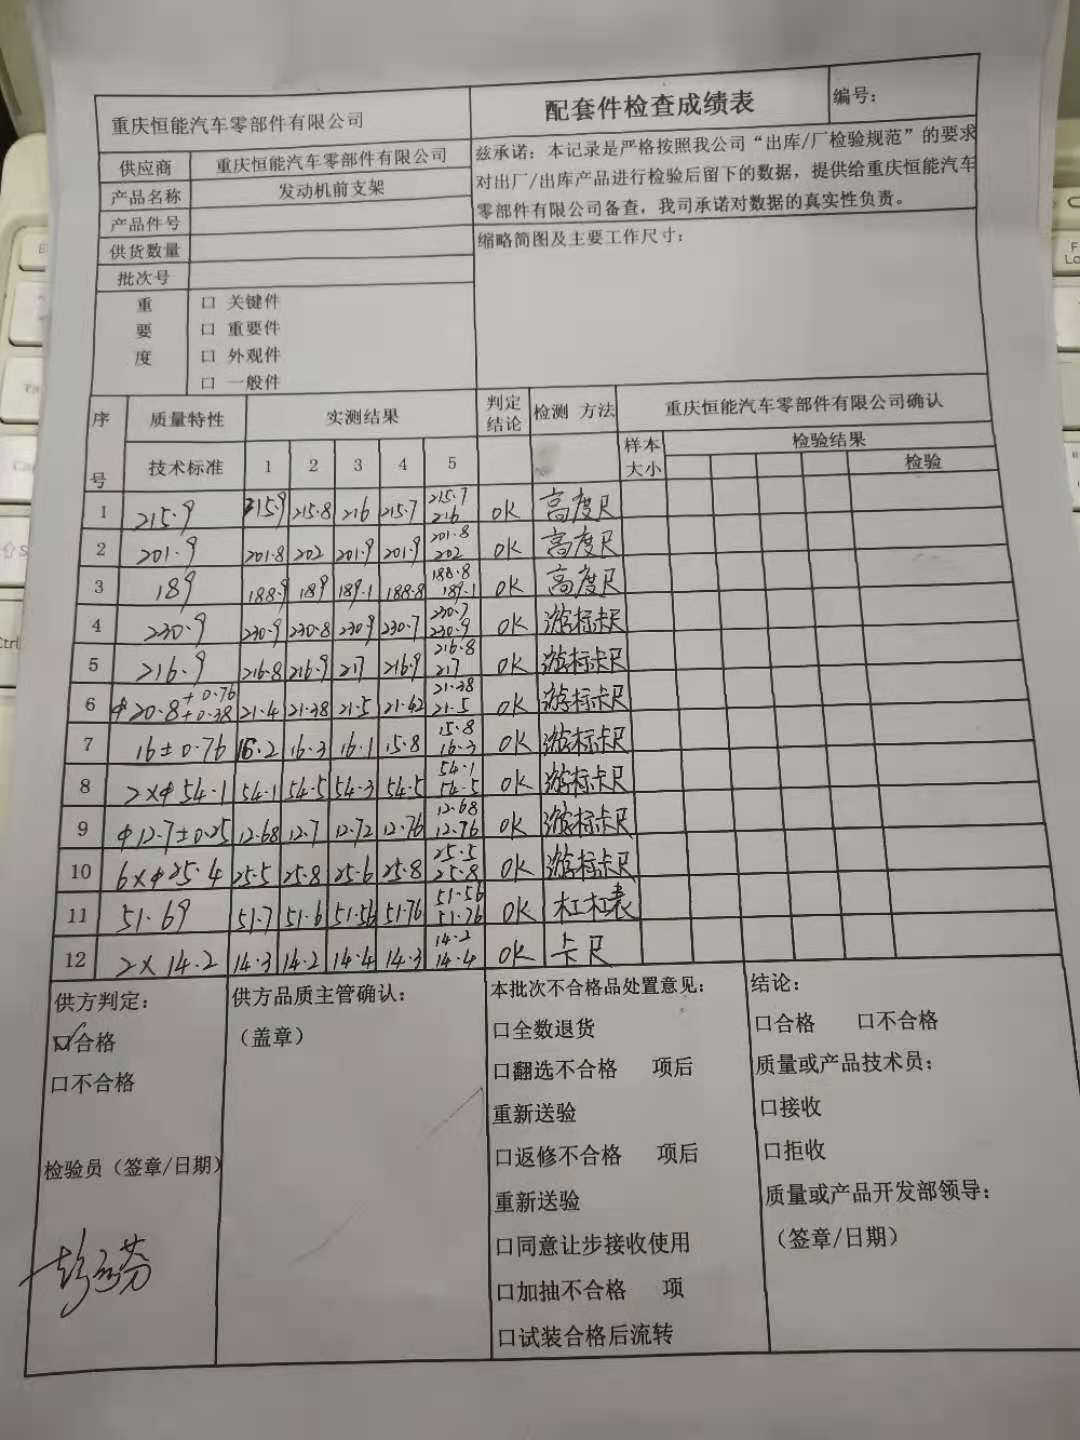 重庆恒能汽车零部件有限公司
配套件检查成绩表
编号：
供应商 重庆恒能汽车零部件有限公司
产品名称 发动机前支架
产品件号
供货数量
批次号
兹承诺：本记录是严格按照我公司“出库/厂检验规范”的要求
对出厂/出库产品进行检验后留下的数据，提供给重庆恒能汽车
零部件有限公司备查，我司承诺对数据的真实性负责。
缩略简图及主要工作尺寸：
重要度
口 关键件
口 重要件
口 外观件
口 一般件
序号 质量特性 实测结果 判定结论 检测 方法 重庆恒能汽车零部件有限公司确认
技术标准 1 2 3 4 5 样本大小 检验结果
检验
1 215.9 215.9 215.8 216 215.7 215.7 216 OK 高度尺
2 201.9 201.8 202 201.9 201.9 201.8 202 OK 高度尺
3 189 188.9 189 189.1 188.8 188.8 189.1 OK 高度尺
4 230.9 230.9 230.8 230.9 230.7 230.7 230.9 OK 游标卡尺
5 216.9 216.8 216.9 217 216.9 216.8 217 OK 游标卡尺
6 φ20.8 +0.76 +0.38 21.4 21.38 21.5 21.42 21.38 21.5 OK 游标卡尺
7 16±0.76 16.2 16.3 16.1 15.8 15.8 16.3 OK 游标卡尺
8 2×φ54.1 54.1 54.5 54.3 54.5 54.1 54.5 OK 游标卡尺
9 φ12.7±0.25 12.68 12.7 12.72 12.76 12.68 12.76 OK 游标卡尺
10 6×φ25.4 25.5 25.8 25.6 25.8 25.5 25.8 OK 游标卡尺
11 51.69 51.7 51.6 51.56 51.76 51.56 51.76 OK 杠杠表
12 2×14.2 14.3 14.2 14.4 14.3 14.2 14.4 OK 卡尺
供方判定：
口合格
口不合格
检验员（签章/日期）
供方品质主管确认：
（盖章）
本批次不合格品处置意见：
口全数退货
口翻选不合格 项后
重新送验
口返修不合格 项后
重新送验
口同意让步接收使用
口加抽不合格 项
口试装合格后流转
结论：
口合格 口不合格
质量或产品技术员：
口接收
口拒收
质量或产品开发部领导：
（签章/日期）